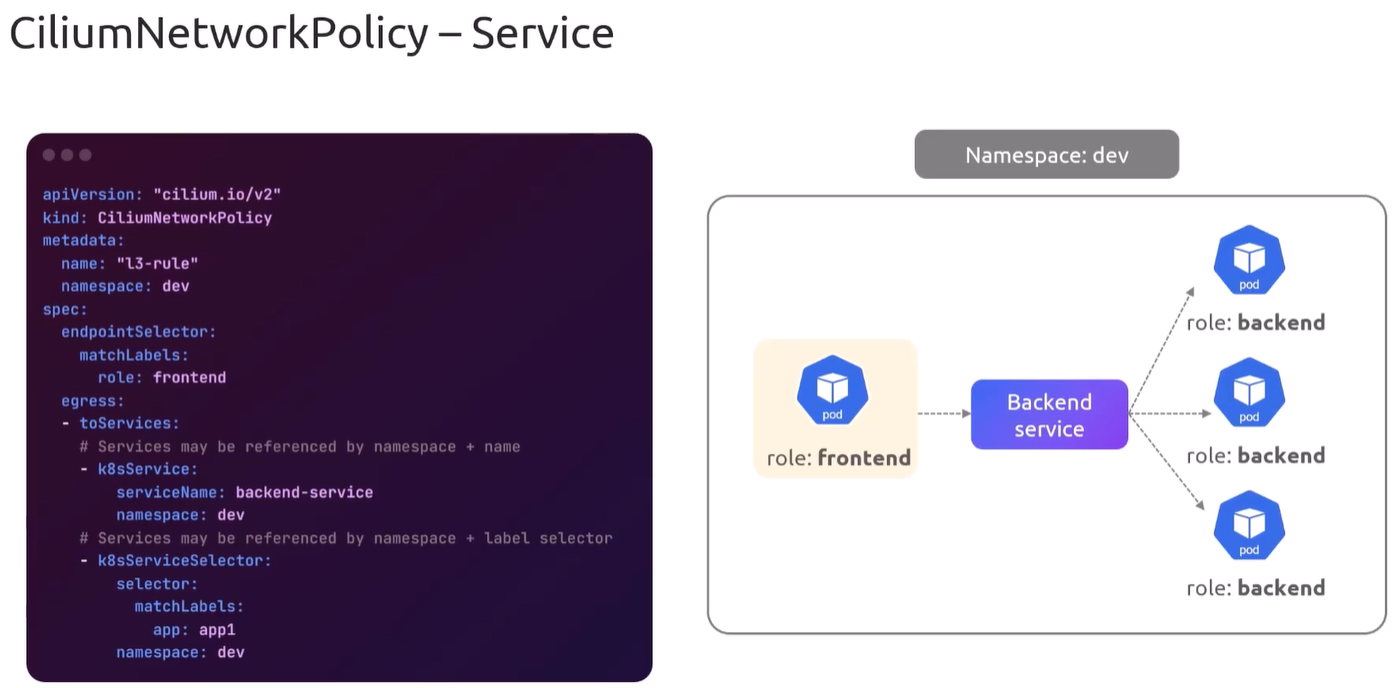 CiliumNetworkPolicy – Service
apiVersion: "cilium.io/v2"
kind: CiliumNetworkPolicy
metadata:
  name: "l3-rule"
  namespace: dev
spec:
  endpointSelector:
    matchLabels:
      role: frontend
  egress:
  - toServices:
    # Services may be referenced by namespace + name
    - k8sService:
        serviceName: backend-service
        namespace: dev
    # Services may be referenced by namespace + label selector
    - k8sServiceSelector:
        selector:
          matchLabels:
            app: app1
        namespace: dev
Namespace: dev
pod
role: frontend
Backend
service
pod
role: backend
pod
role: backend
pod
role: backend